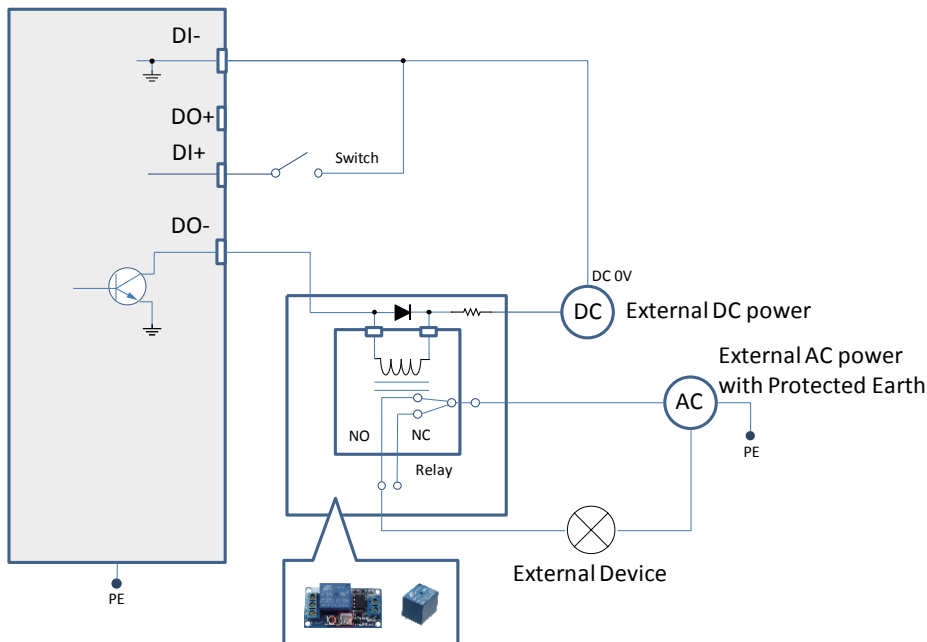 DI-
DO+
DI+
Switch
DO-
DC 0V
DC
External DC power
External AC power
with Protected Earth
AC
PE
NO
NC
Relay
External Device
PE